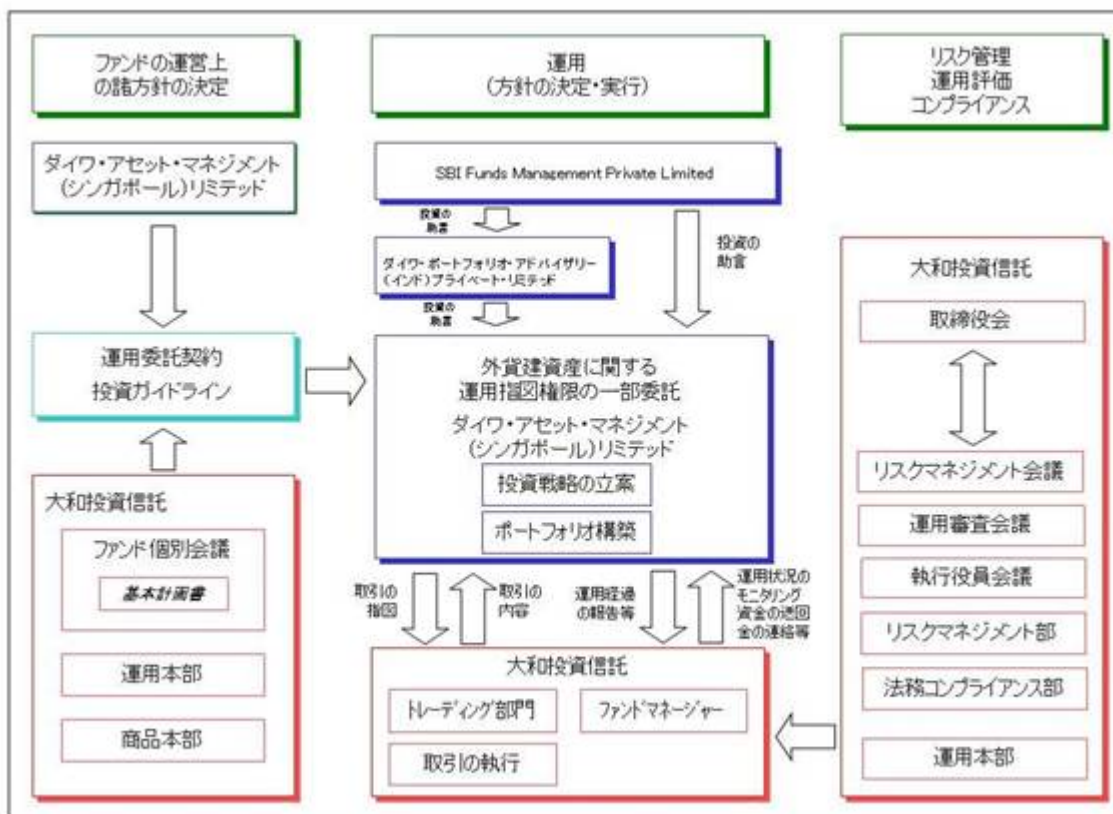 ファンドの運営上
の諸方針の決定
運用
(方針の決定・実行)
リスク管理
運用評価
コンプライアンス
ダイワ・アセット・マネジメント
(シンガポール)リミテッド
SBI Funds Management Private Limited
投資の
助言
投資の
助言
ダイワ・ポートフォリオ・アドバイザリー
(インド)プライベート・リミテッド
投資の
助言
運用委託契約
投資ガイドライン
外貨建資産に関する
運用指図権限の一部委託
ダイワ・アセット・マネジメント
(シンガポール)リミテッド
投資戦略の立案
ポートフォリオ構築
大和投資信託
取締役会
リスクマネジメント会議
運用審査会議
執行役員会議
リスクマネジメント部
法務コンプライアンス部
運用本部
大和投資信託
ファンド個別会議
基本計画書
運用本部
商品本部
取引の
指図
取引の
内容
運用経過
の報告等
運用状況の
モニタリング
資金の送回
金の連絡等
大和投資信託
トレーディング部門
ファンドマネージャー
取引の執行